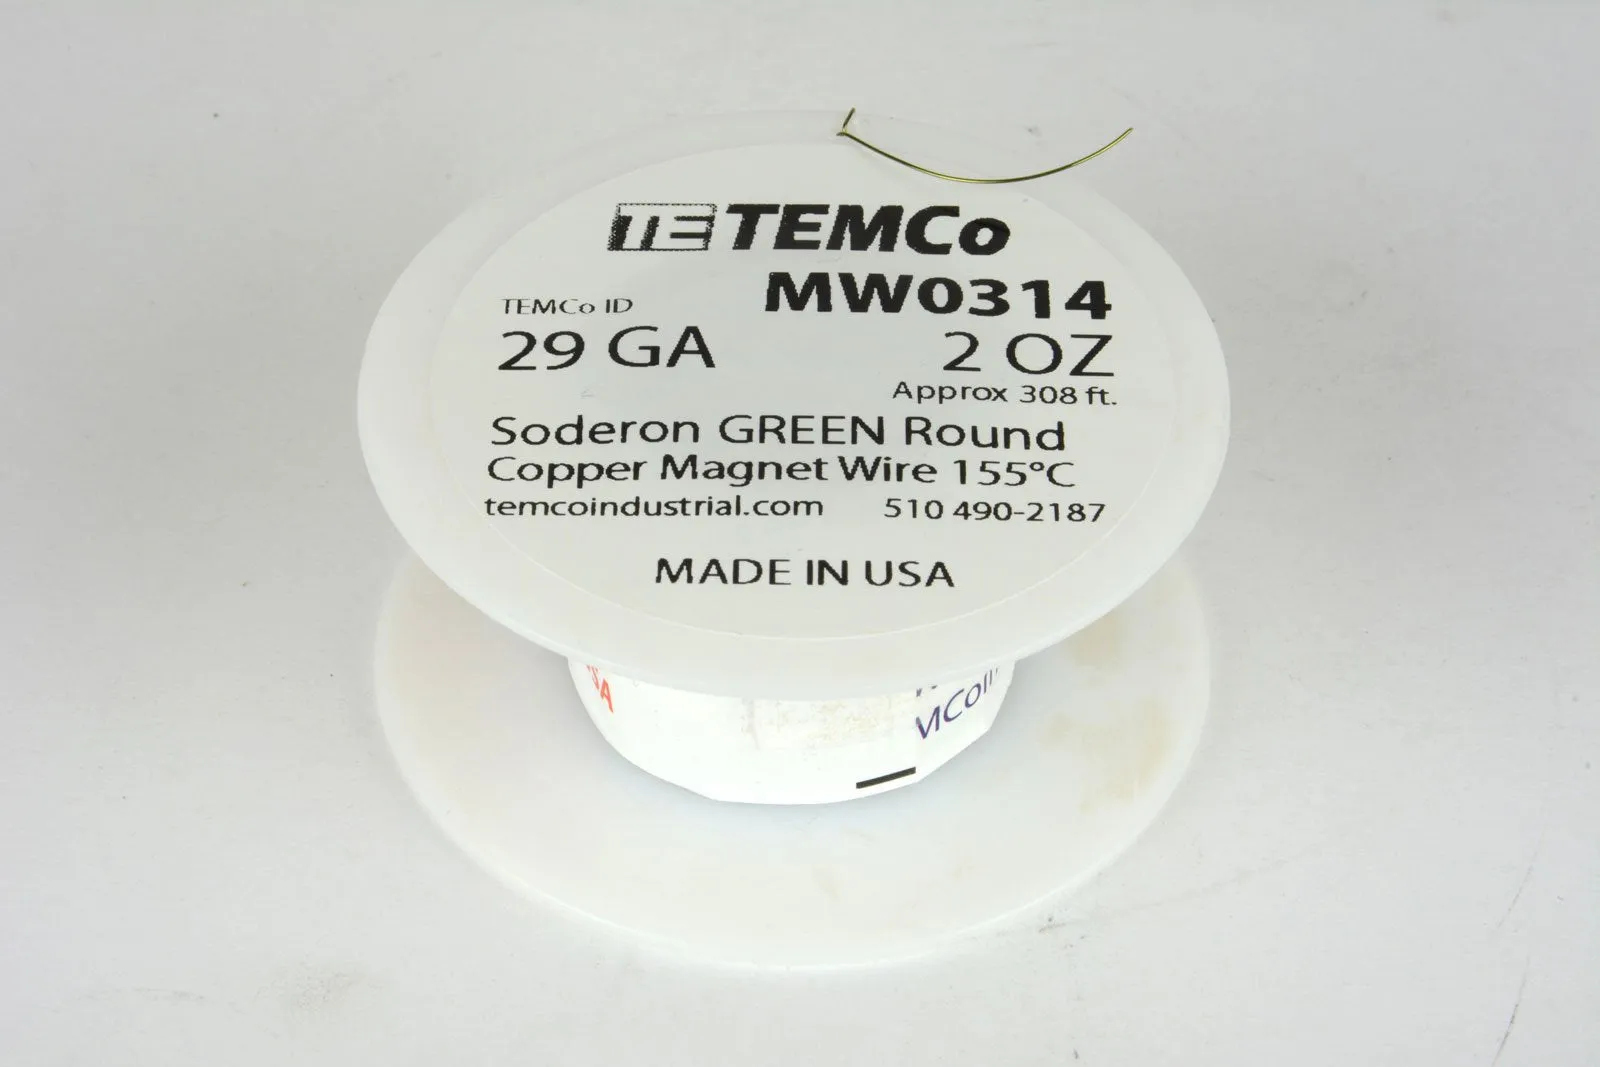 TE TEMCo
TEMCo ID MW0314
29 GA 2 OZ
Approx 308 ft.
Soderon GREEN Round
Copper Magnet Wire 155°C
temcoindustrial.com 510 490-2187
MADE IN USA